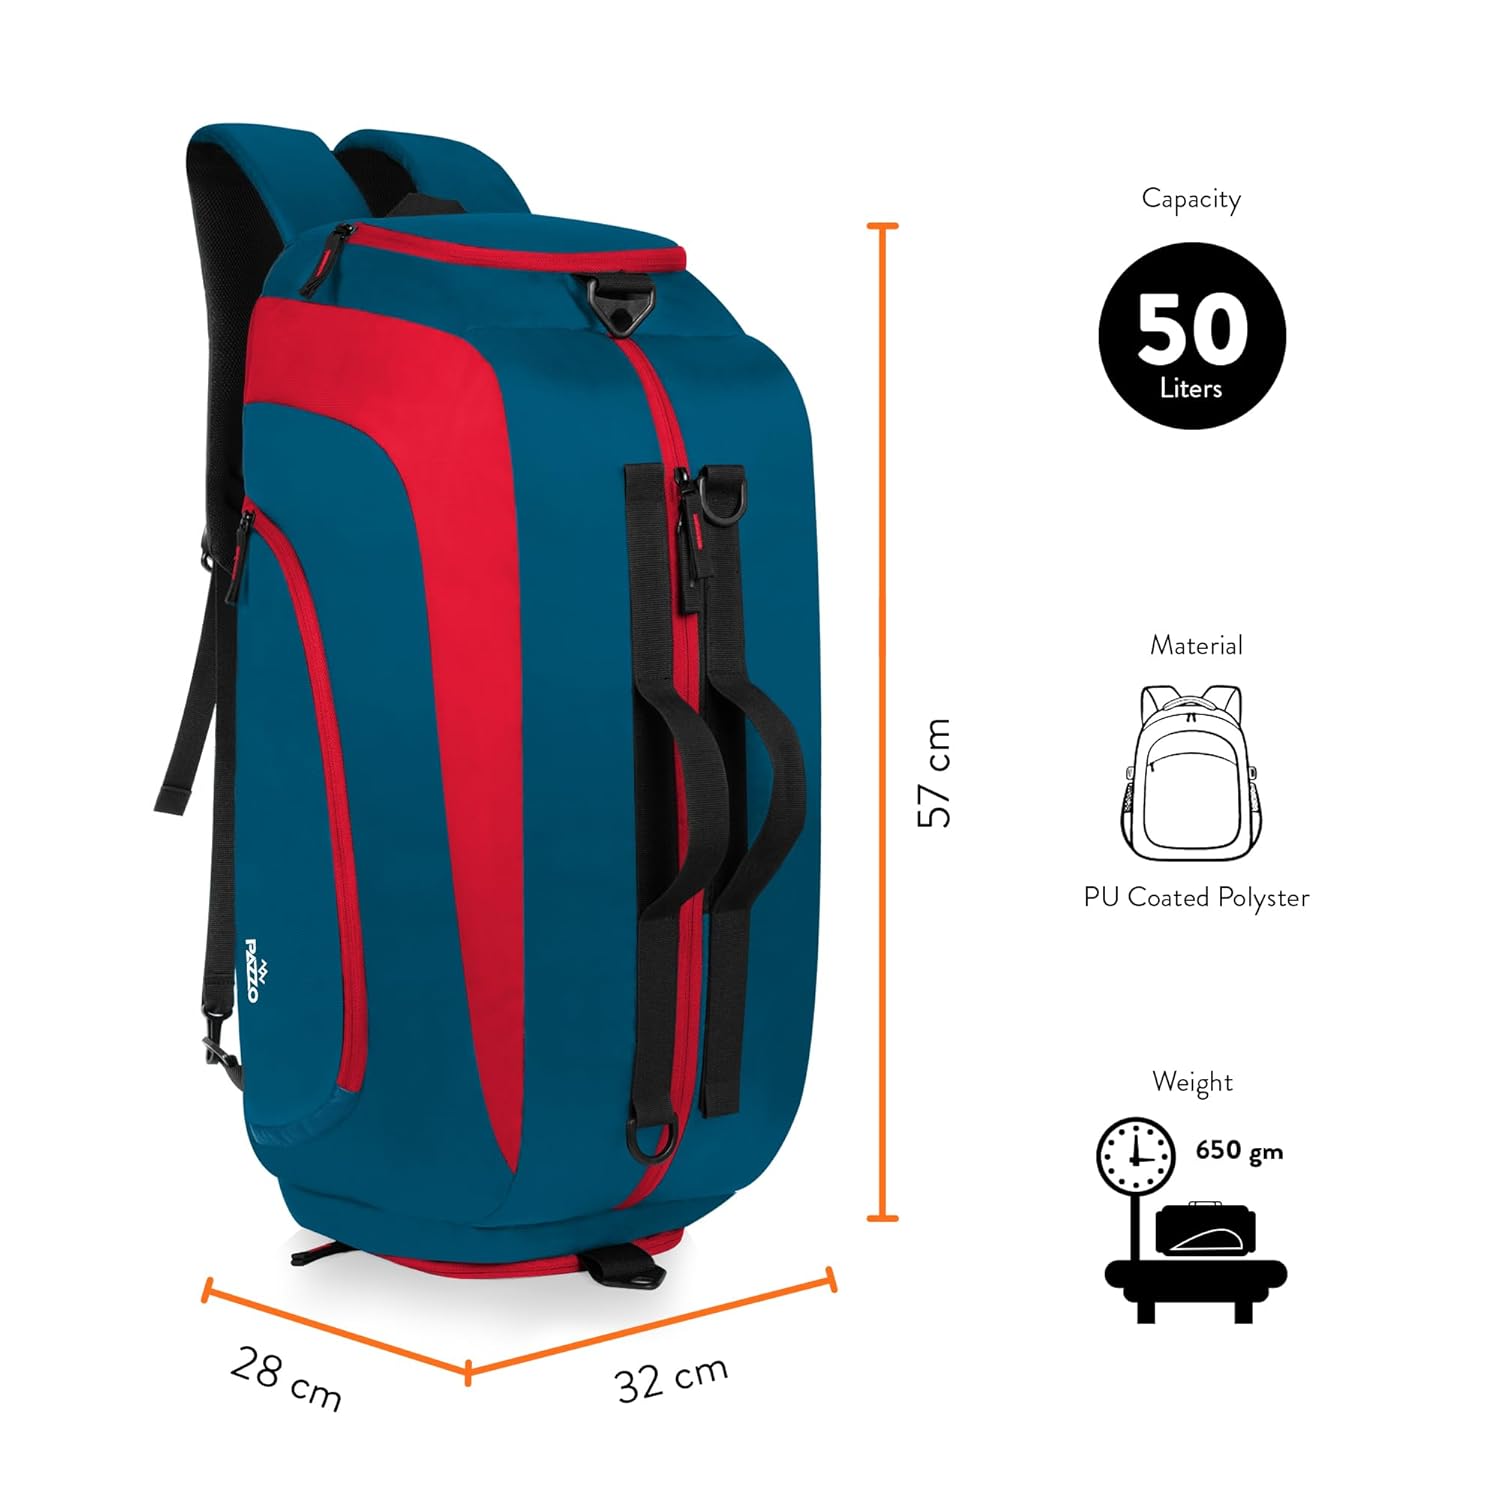 Capacity
50
Liters
57 cm
Material
PU Coated Polyster
PAZZO
Weight
650 gm
28 cm
32 cm